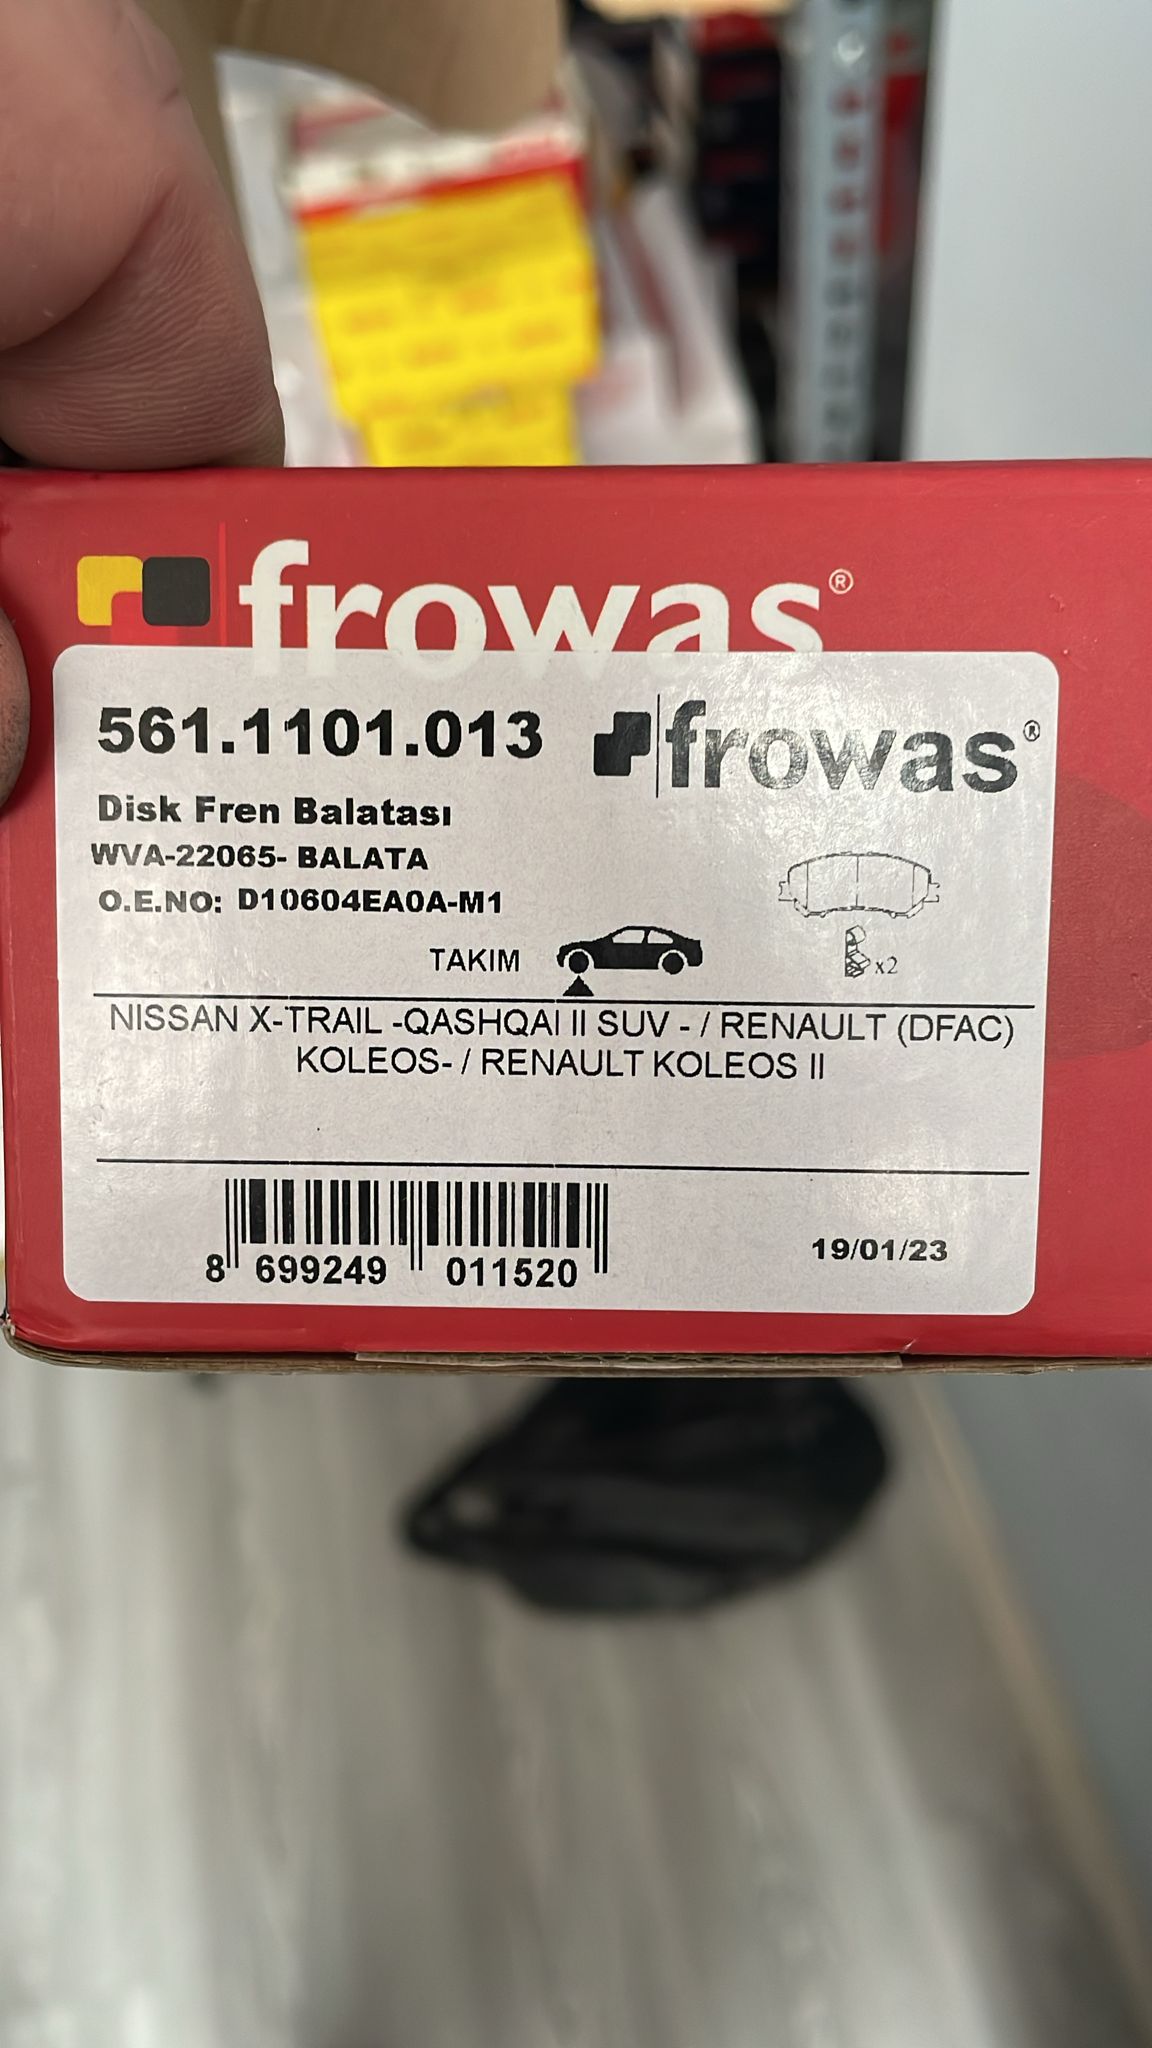 frowas®
561.1101.013 frowas®
Disk Fren Balatası
WVA-22065- BALATA
O.E.NO: D10604EA0A-M1
TAKIM
x2
NISSAN X-TRAIL -QASHQAI II SUV - / RENAULT (DFAC)
KOLEOS- / RENAULT KOLEOS II
8 699249 011520
19/01/23